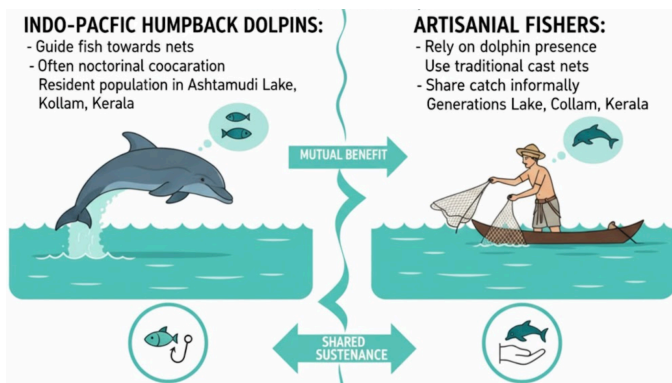 INDO-PACFIC HUMPBACK DOLPINS:
- Guide fish towards nets
- Often noctorinal coocaration
Resident population in Ashtamudi Lake,
Kollam, Kerala
MUTUAL BENEFIT
ARTISANIAL FISHERS:
- Rely on dolphin presence
Use traditional cast nets
- Share catch informally
Generations Lake, Collam, Kerala
SHARED
SUSTENANCE